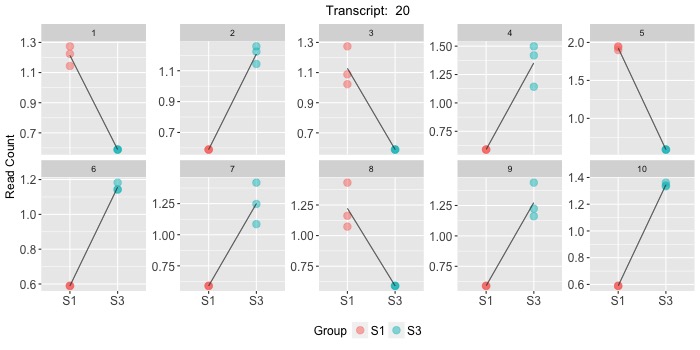 Transcript:  20
1 2 3 4 5
1.3 1.1 0.9 0.7
1.1 0.9 0.7
1.3 1.1 0.9 0.7
1.50 1.25 1.00 0.75
2.0 1.5 1.0
Read Count
6 7 8 9 10
1.2 1.0 0.8 0.6
1.25 1.00 0.75
1.25 1.00 0.75
1.25 1.00 0.75
1.4 1.2 1.0 0.8 0.6
S1 S3 S1 S3 S1 S3 S1 S3 S1 S3
Group S1 S3